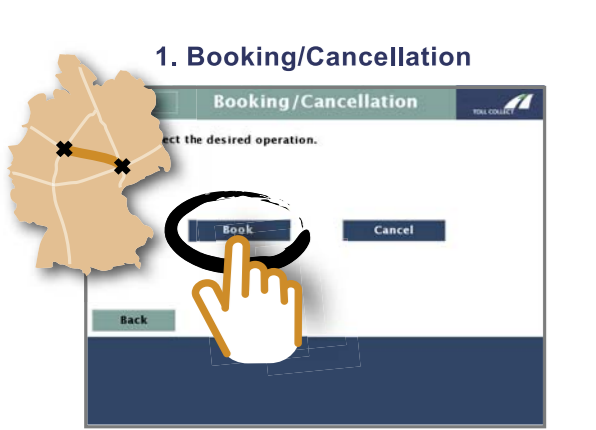 1. Booking/Cancellation
Booking/Cancellation
TOLL COLLECT
ect the desired operation.
Book
Cancel
Back